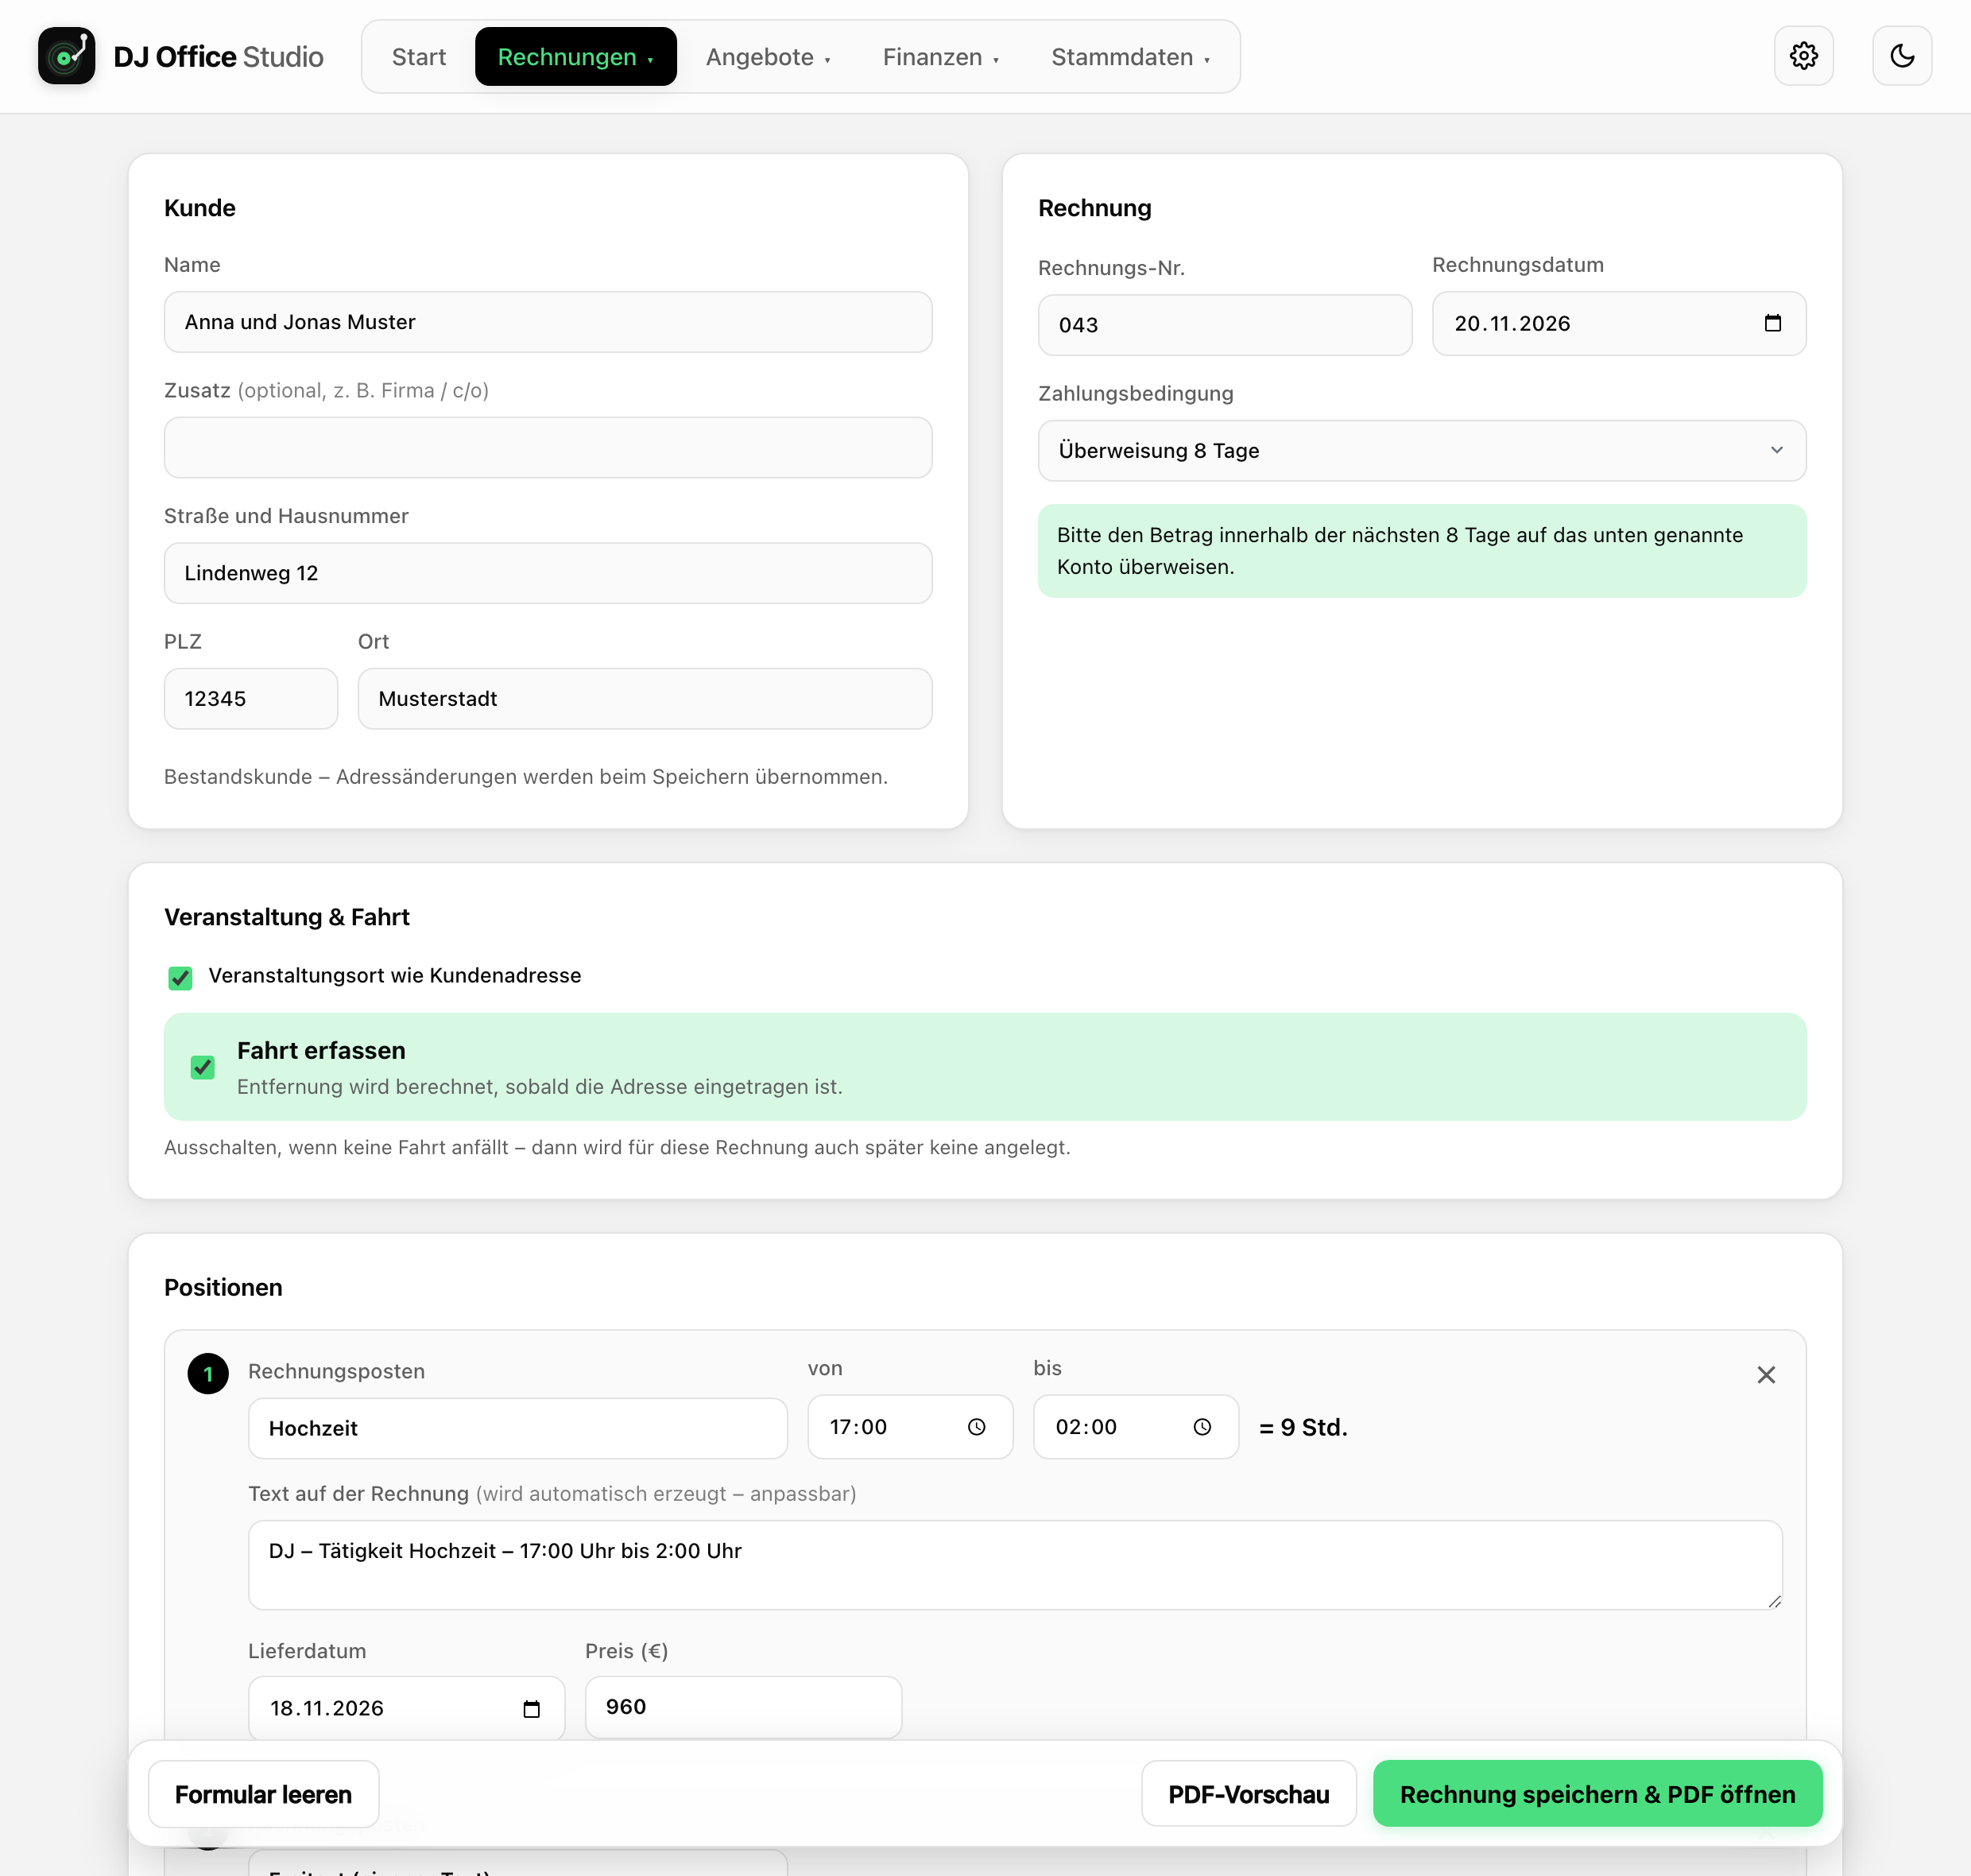 DJ Office Studio
Start
Rechnungen
Angebote
Finanzen
Stammdaten
Kunde
Name
Anna und Jonas Muster
Zusatz (optional, z. B. Firma / c/o)
Straße und Hausnummer
Lindenweg 12
PLZ
Ort
12345
Musterstadt
Bestandskunde – Adressänderungen werden beim Speichern übernommen.
Rechnung
Rechnungs-Nr.
Rechnungsdatum
043
20.11.2026
Zahlungsbedingung
Überweisung 8 Tage
Bitte den Betrag innerhalb der nächsten 8 Tage auf das unten genannte
Konto überweisen.
Veranstaltung & Fahrt
Veranstaltungsort wie Kundenadresse
Fahrt erfassen
Entfernung wird berechnet, sobald die Adresse eingetragen ist.
Ausschalten, wenn keine Fahrt anfällt – dann wird für diese Rechnung auch später keine angelegt.
Positionen
1
Rechnungsposten
von
bis
Hochzeit
17:00
02:00
= 9 Std.
Text auf der Rechnung (wird automatisch erzeugt – anpassbar)
DJ – Tätigkeit Hochzeit – 17:00 Uhr bis 2:00 Uhr
Lieferdatum
Preis (€)
18.11.2026
960
Formular leeren
PDF-Vorschau
Rechnung speichern & PDF öffnen